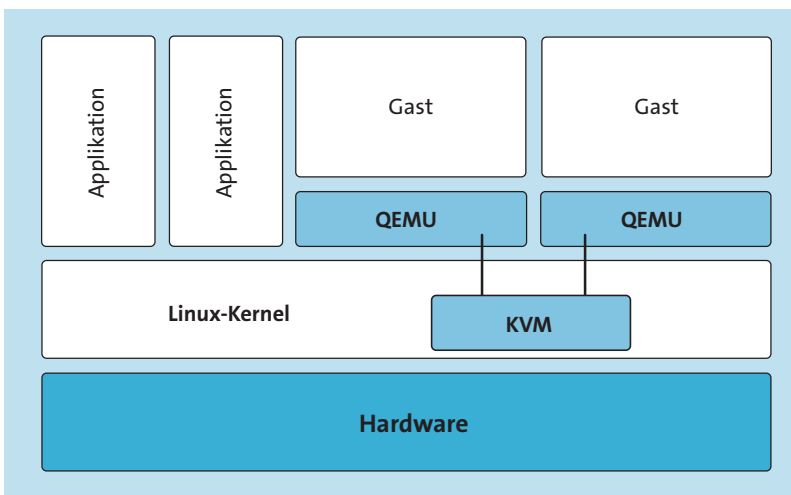 Applikation
Applikation
Gast
Gast
QEMU
QEMU
Linux-Kernel
KVM
Hardware